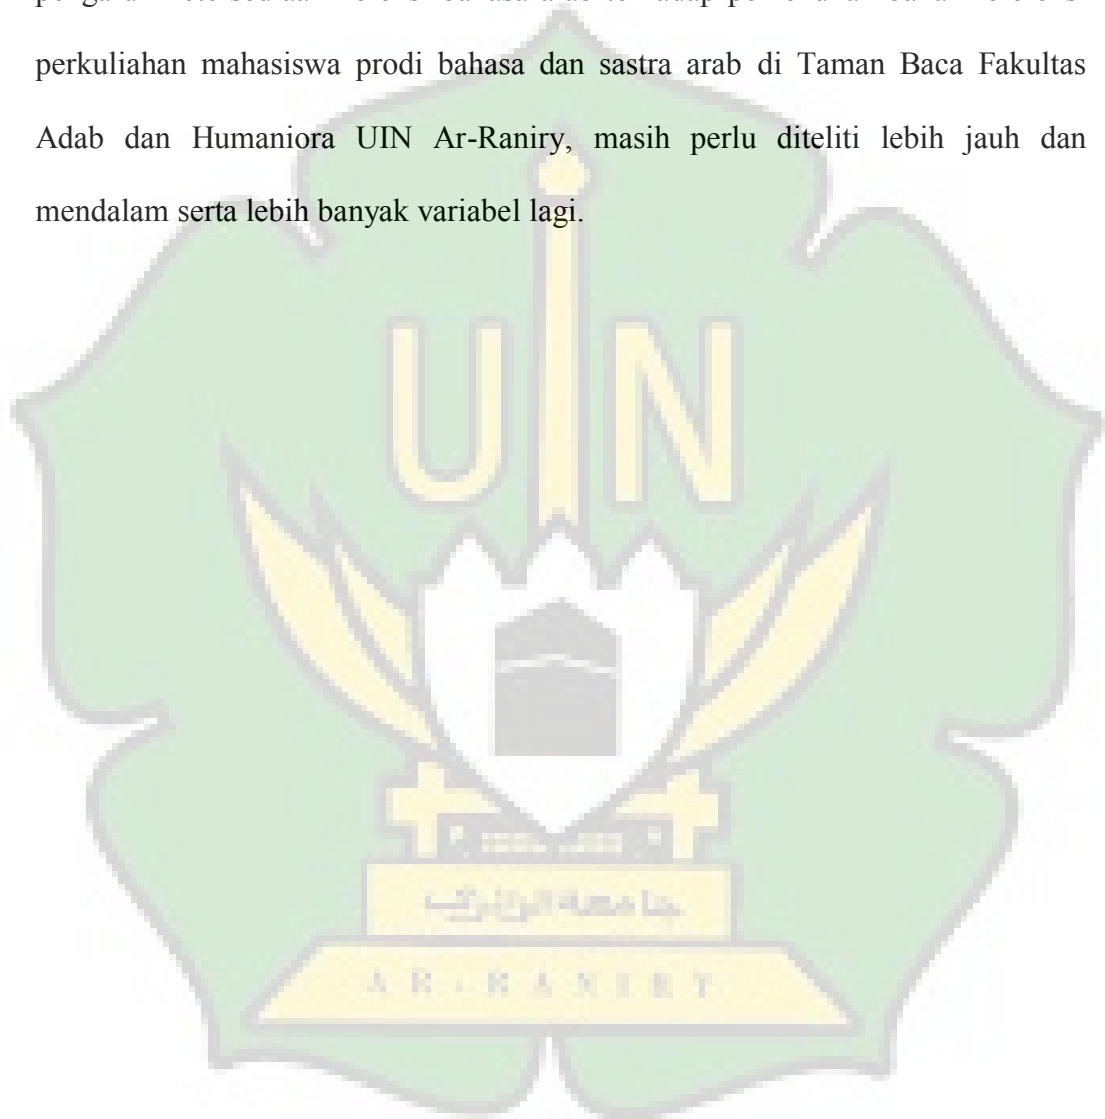 perkuliahan mahasiswa prodi bahasa dan sastra arab di Taman Baca Fakultas
Adab dan Humaniora UIN Ar-Raniry, masih perlu diteliti lebih jauh dan
mendalam serta lebih banyak variabel lagi.
UIN
AR-RANIRY